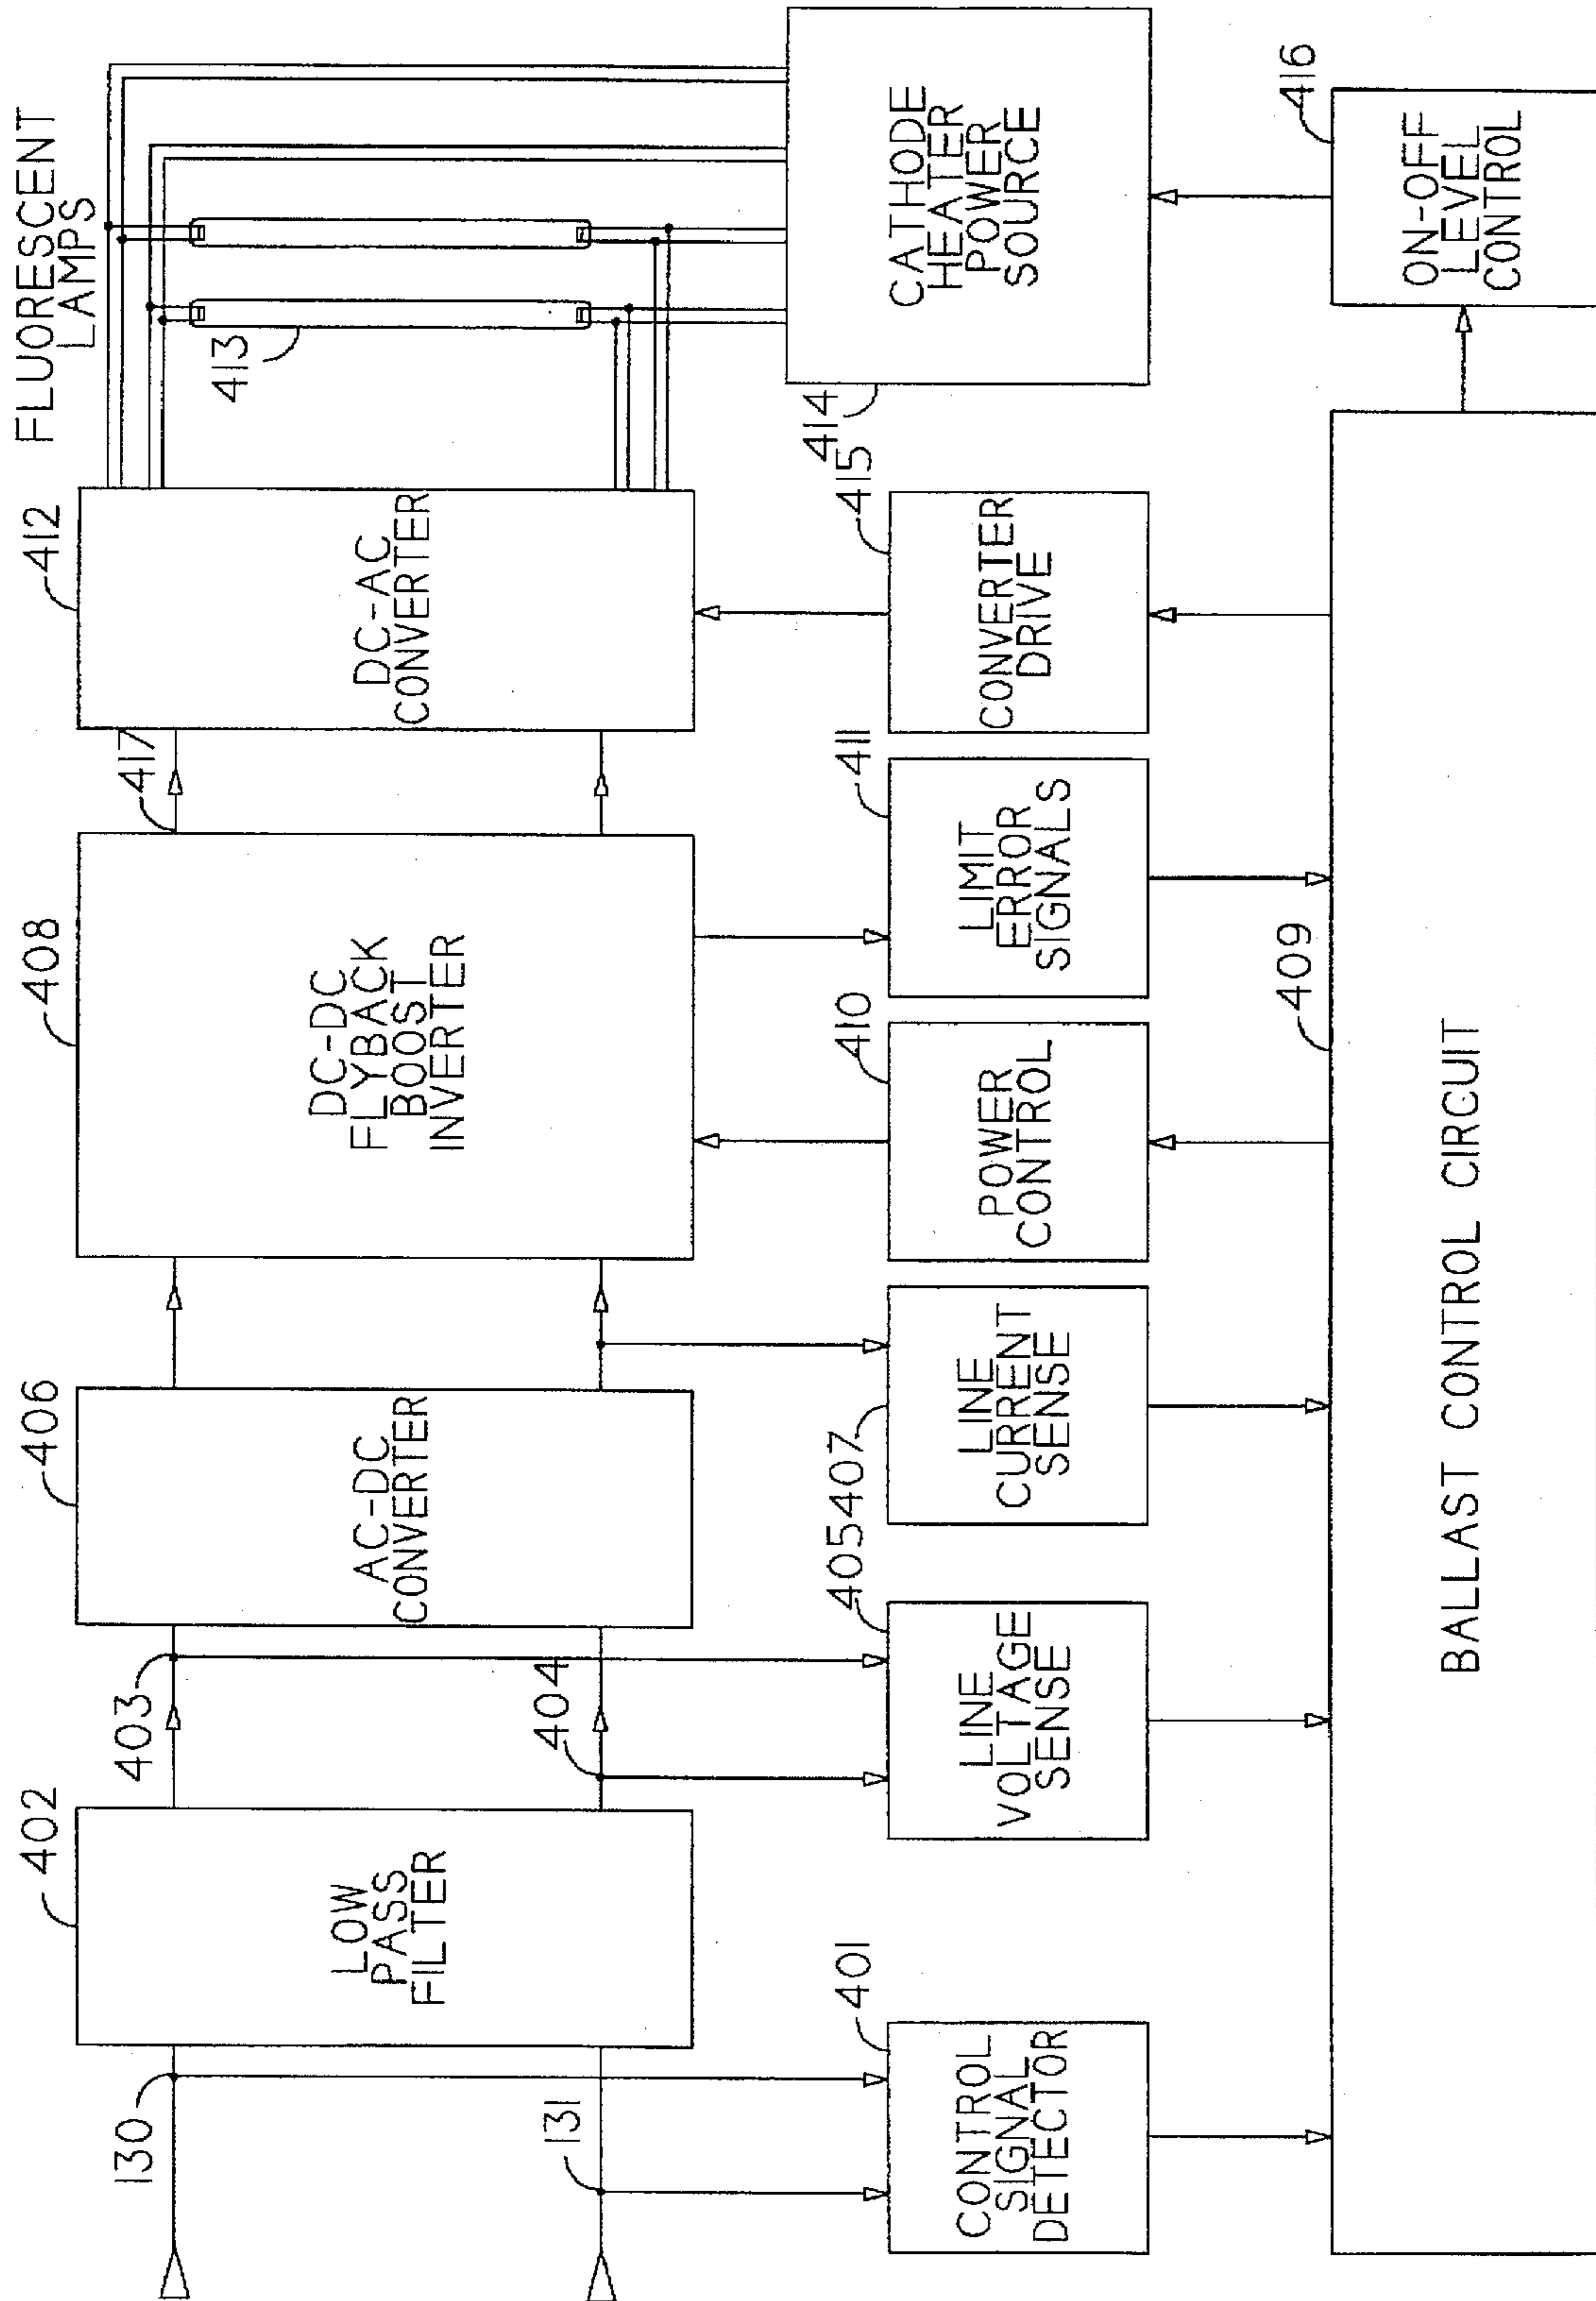 FLUORESCENT
LAMPS
402
406
408
412
130
403
417
413
LOW
PASS
FILTER
AC-DC
CONVERTER
DC-DC
FLYBACK
BOOST
INVERTER
DC-AC
CONVERTER
131
404
401
405
407
410
411
415
414
CONTROL
SIGNAL
DETECTOR
LINE
VOLTAGE
SENSE
LINE
CURRENT
SENSE
POWER
CONTROL
LIMIT
ERROR
SIGNALS
CONVERTER
DRIVE
CATHODE
HEATER
POWER
SOURCE
409
416
BALLAST CONTROL CIRCUIT
ON-OFF
LEVEL
CONTROL